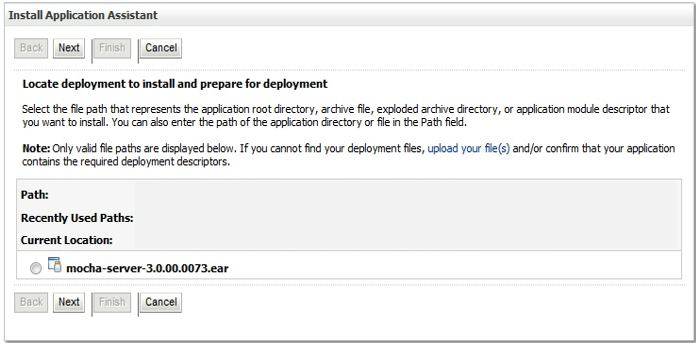 Install Application Assistant
Back Next Finish Cancel
Locate deployment to install and prepare for deployment
Select the file path that represents the application root directory, archive file, exploded archive directory, or application module descriptor that
you want to install. You can also enter the path of the application directory or file in the Path field.
Note: Only valid file paths are displayed below. If you cannot find your deployment files, upload your file(s) and/or confirm that your application
contains the required deployment descriptors.
Path:
Recently Used Paths:
Current Location:
mocha-server-3.0.00.0073.ear
Back Next Finish Cancel